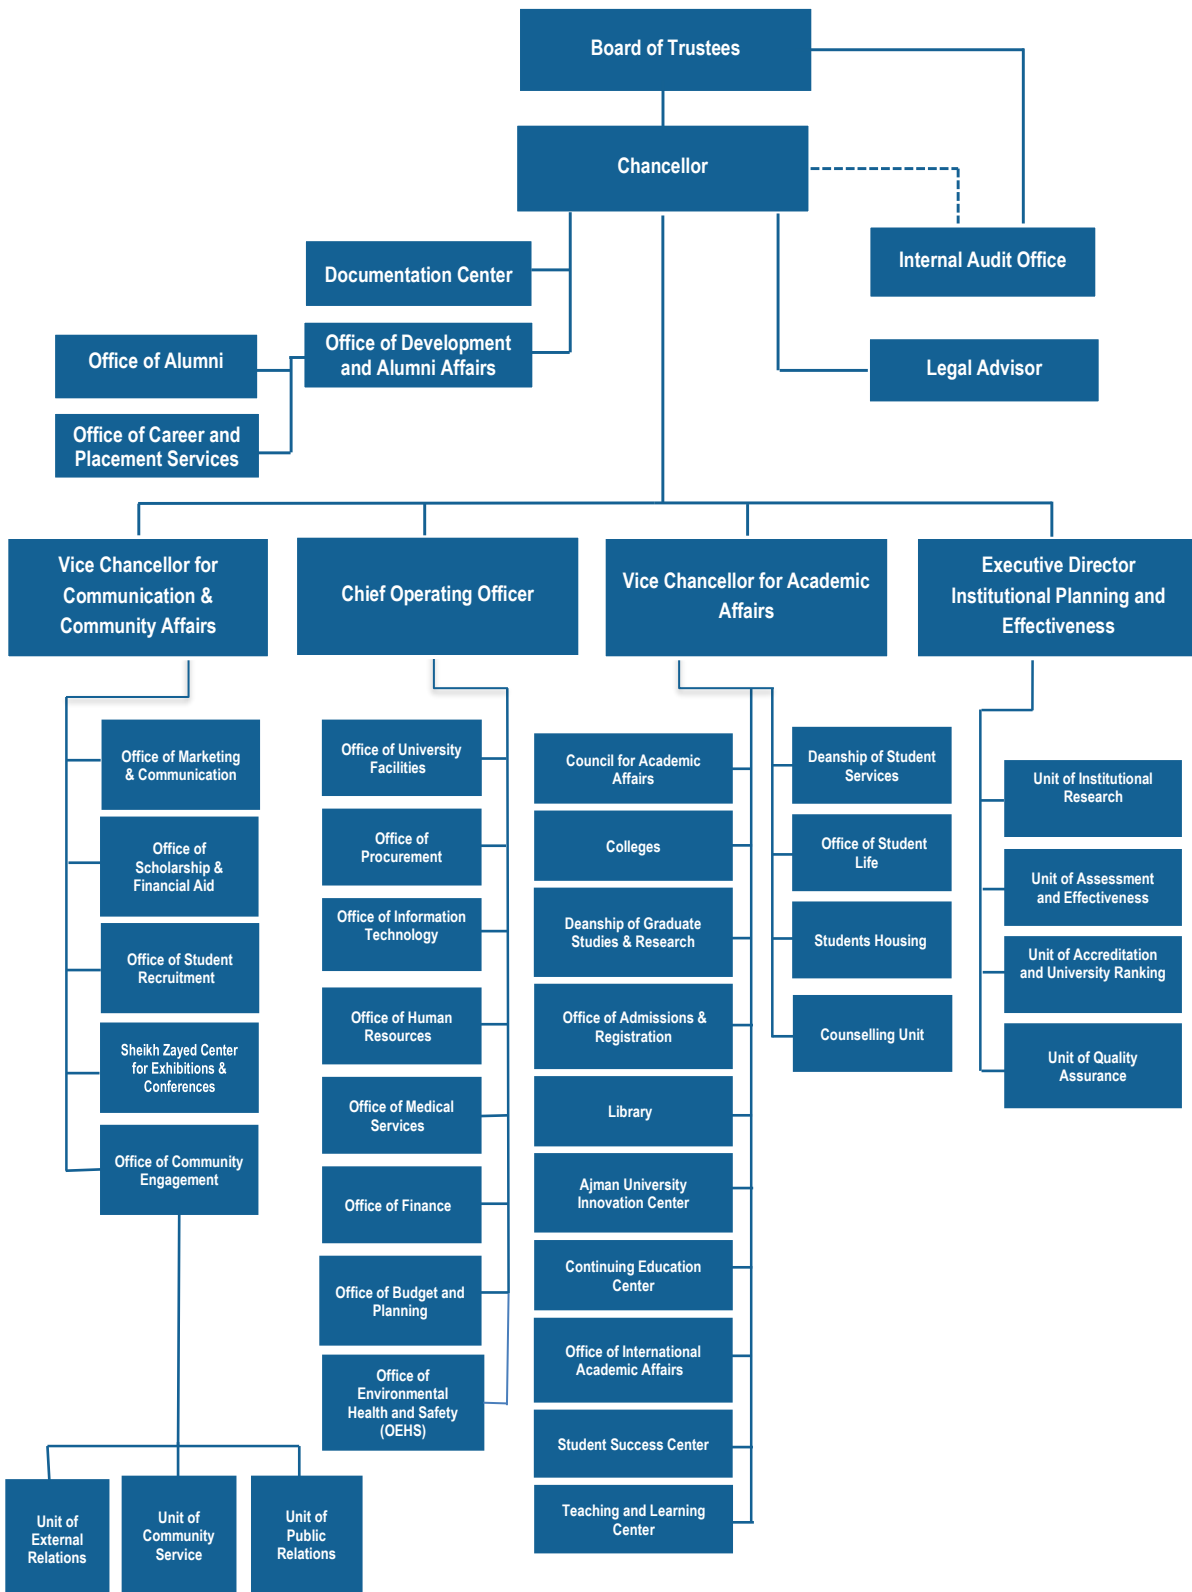 Board of Trustees
Chancellor
Internal Audit Office
Documentation Center
Office of Development
and Alumni Affairs
Legal Advisor
Office of Alumni
Office of Career and
Placement Services
Vice Chancellor for
Communication &
Community Affairs
Chief Operating Officer
Vice Chancellor for Academic
Affairs
Executive Director
Institutional Planning and
Effectiveness
Office of Marketing
& Communication
Office of
Scholarship &
Financial Aid
Office of Student
Recruitment
Sheikh Zayed Center
for Exhibitions &
Conferences
Office of Community
Engagement
Unit of
External
Relations
Unit of
Community
Service
Unit of
Public
Relations
Office of University
Facilities
Office of
Procurement
Office of Information
Technology
Office of Human
Resources
Office of Medical
Services
Office of Finance
Office of Budget and
Planning
Office of
Environmental
Health and Safety
(OEHS)
Council for Academic
Affairs
Colleges
Deanship of Graduate
Studies & Research
Office of Admissions &
Registration
Library
Ajman University
Innovation Center
Continuing Education
Center
Office of International
Academic Affairs
Student Success Center
Teaching and Learning
Center
Deanship of Student
Services
Office of Student
Life
Students Housing
Counselling Unit
Unit of Institutional
Research
Unit of Assessment
and Effectiveness
Unit of Accreditation
and University Ranking
Unit of Quality
Assurance